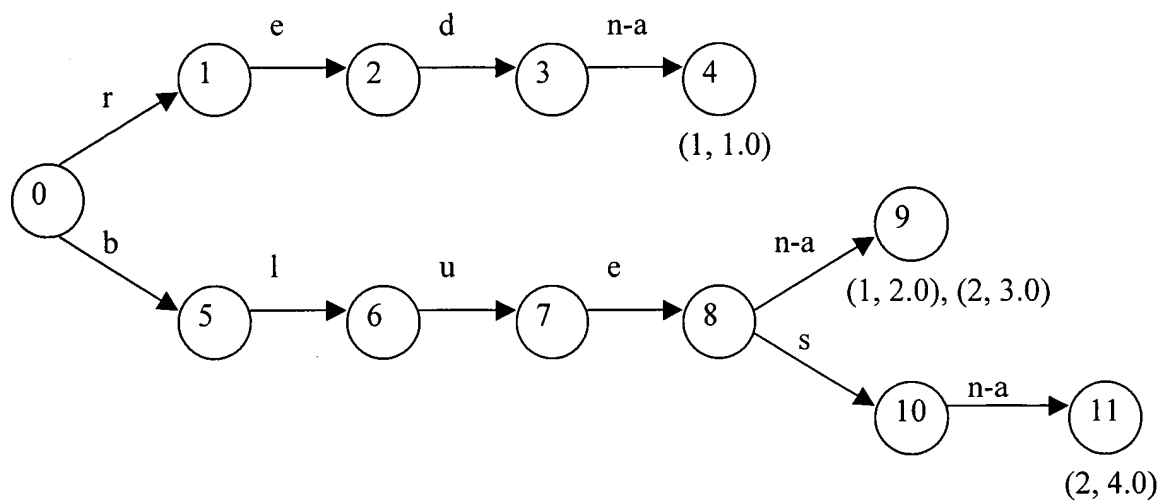 e d n-a
1 2 3 4
r
(1, 1.0)
0
9
b l u e n-a
(1, 2.0), (2, 3.0)
5 6 7 8
s
n-a
10 11
(2, 4.0)